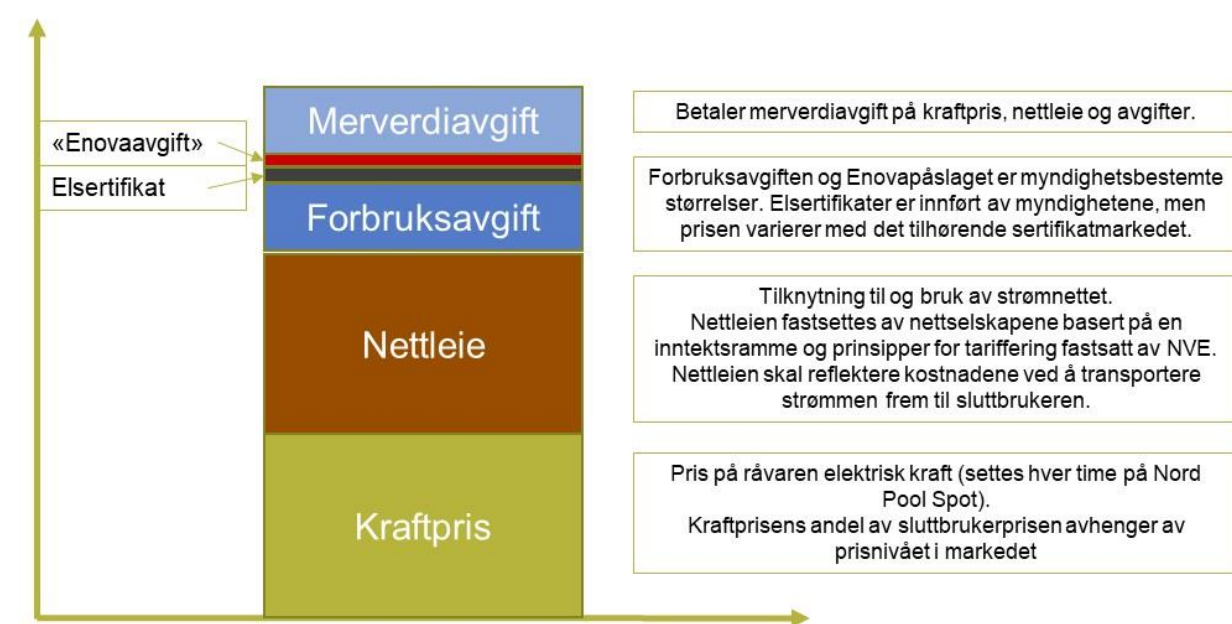 Merverdiavgift
«Enovaavgift»
Elsertifikat
Forbruksavgift
Nettleie
Kraftpris
Betaler merverdiavgift på kraftpris, nettleie og avgifter.
Forbruksavgiften og Enovapåslaget er myndighetsbestemte
størrelser. Elsertifikater er innført av myndighetene, men
prisen varierer med det tilhørende sertifikatmarkedet.
Tilknytning til og bruk av strømnettet.
Nettleien fastsettes av nettselskapene basert på en
inntektsramme og prinsipper for tariffering fastsatt av NVE.
Nettleien skal reflektere kostnadene ved å transportere
strømmen frem til sluttbrukeren.
Pris på råvaren elektrisk kraft (settes hver time på Nord
Pool Spot).
Kraftprisens andel av sluttbrukerprisen avhenger av
prisnivået i markedet